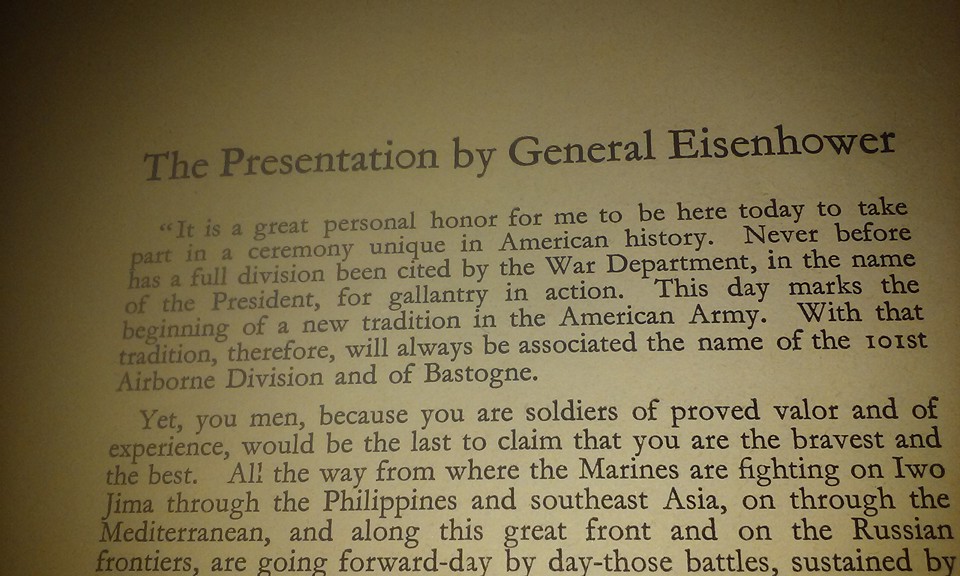 The Presentation by General Eisenhower
“It is a great personal honor for me to be here today to take
part in a ceremony unique in American history. Never before
has a full division been cited by the War Department, in the name
of the President, for gallantry in action. This day marks the
beginning of a new tradition in the American Army. With that
tradition, therefore, will always be associated the name of the 101st
Airborne Division and of Bastogne.
Yet, you men, because you are soldiers of proved valor and of
experience, would be the last to claim that you are the bravest and
the best. All the way from where the Marines are fighting on Iwo
Jima through the Philippines and southeast Asia, on through the
Mediterranean, and along this great front and on the Russian
frontiers, are going forward-day by day-those battles, sustained by